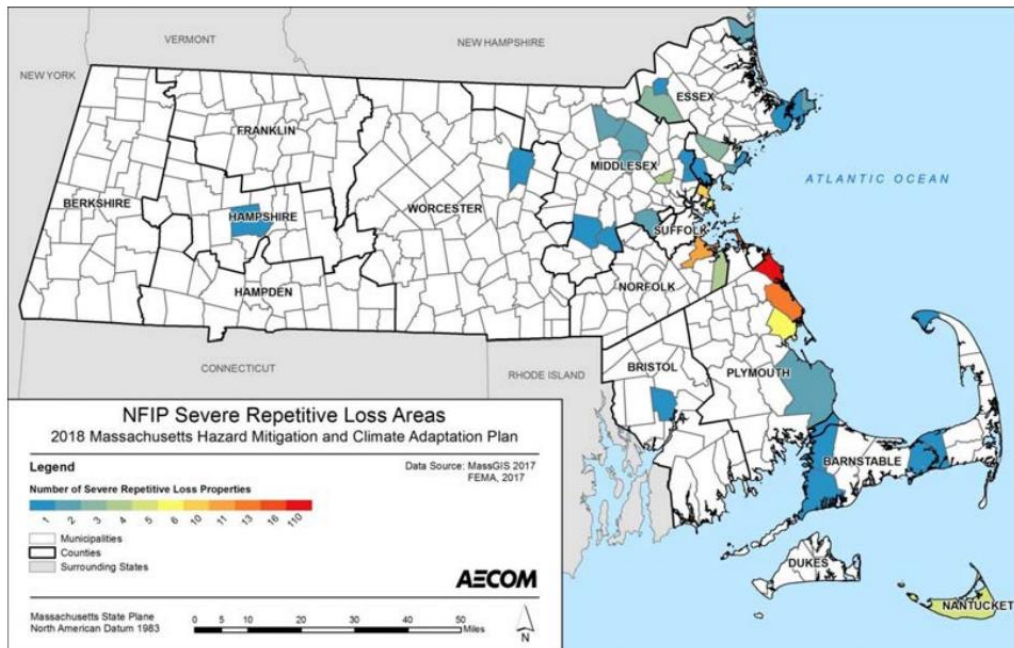 VERMONT
NEW HAMPSHIRE
NEW YORK
ESSEX
FRANKLIN
MIDDLESEX
ATLANTIC OCEAN
BERKSHIRE
HAMPSHIRE
WORCESTER
SUFFOLK
HAMPDEN
NORFOLK
CONNECTICUT
RHODE ISLAND
BRISTOL
PLYMOUTH
BARNSTABLE
DUKES
NANTUCKET
NFIP Severe Repetitive Loss Areas
2018 Massachusetts Hazard Mitigation and Climate Adaptation Plan
Legend
Data Source: MassGIS 2017
FEMA, 2017
Number of Severe Repetitive Loss Properties
1 2 3 4 5 6 10 11 13 16 110
Municipalities
Counties
Surrounding States
AECOM
Massachusetts State Plane
North American Datum 1983
0 10 20 30 40 50
Miles
N